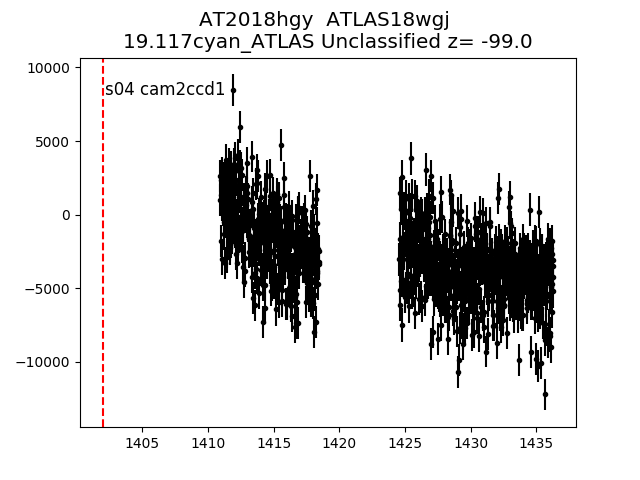 AT2018hgy  ATLAS18wgj
19.117cyan_ATLAS Unclassified z= -99.0
s04 cam2ccd1
10000
5000
0
−5000
−10000
1405 1410 1415 1420 1425 1430 1435